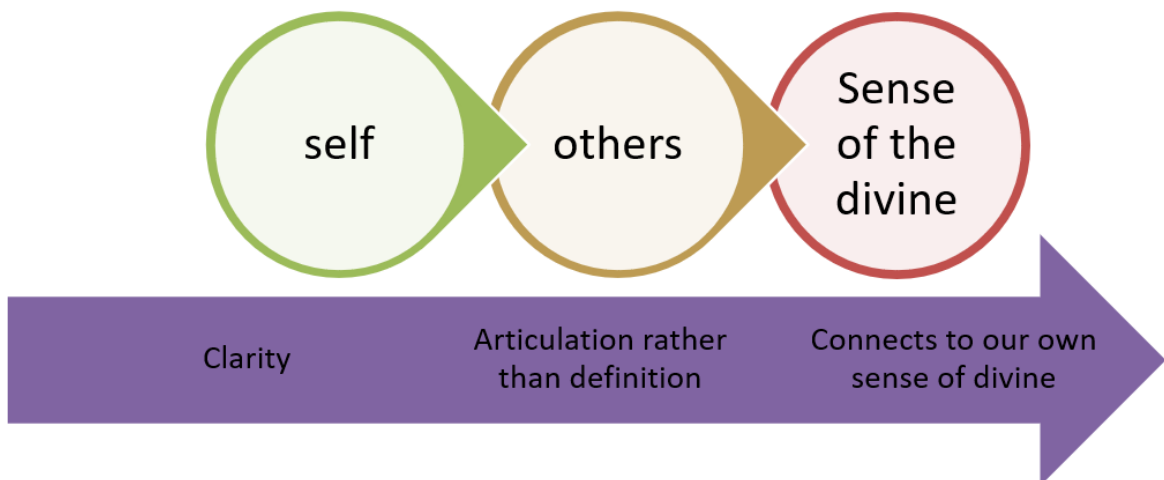 self
others
Sense
of the
divine
Clarity
Articulation rather
than definition
Connects to our own
sense of divine